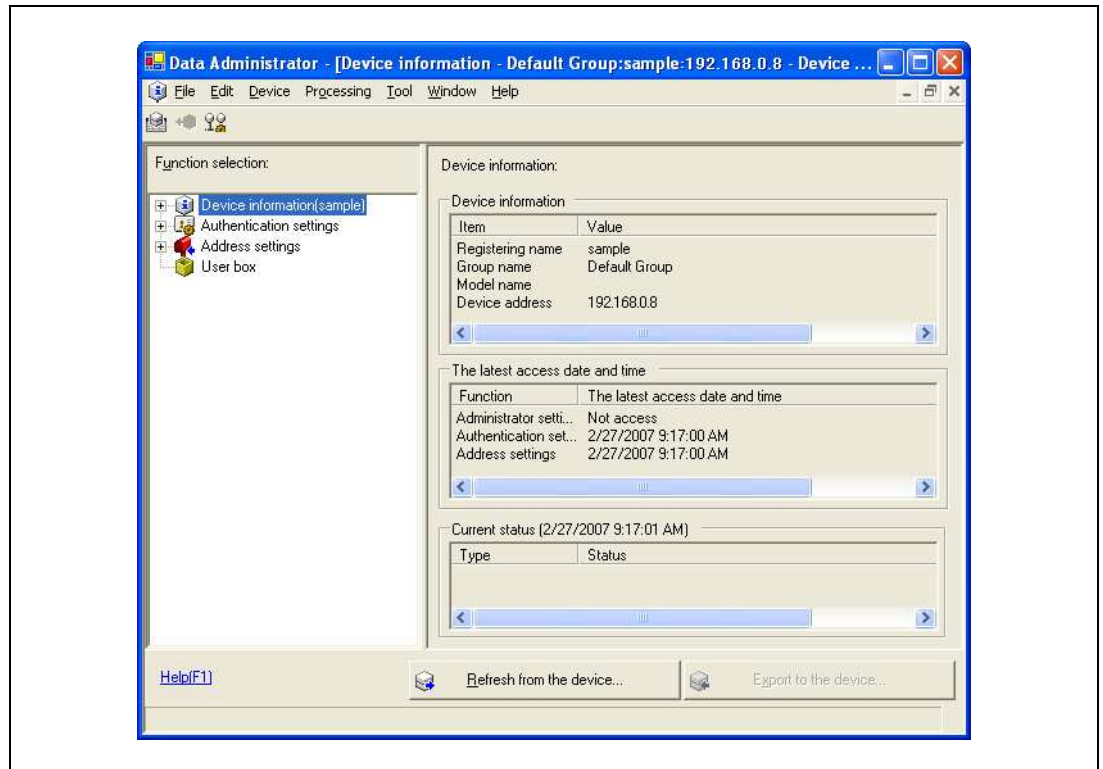 Data Administrator - [Device information - Default Group:sample:192.168.0.8 - Device ...
File Edit Device Processing Tool Window Help
Function selection:
Device information(sample)
Authentication settings
Address settings
User box
Device information:
Device information
Item Value
Registering name sample
Group name Default Group
Model name
Device address 192.168.0.8
The latest access date and time
Function The latest access date and time
Administrator setti... Not access
Authentication set... 2/27/2007 9:17:00 AM
Address settings 2/27/2007 9:17:00 AM
Current status (2/27/2007 9:17:01 AM)
Type Status
Help(F1)
Refresh from the device...
Export to the device...